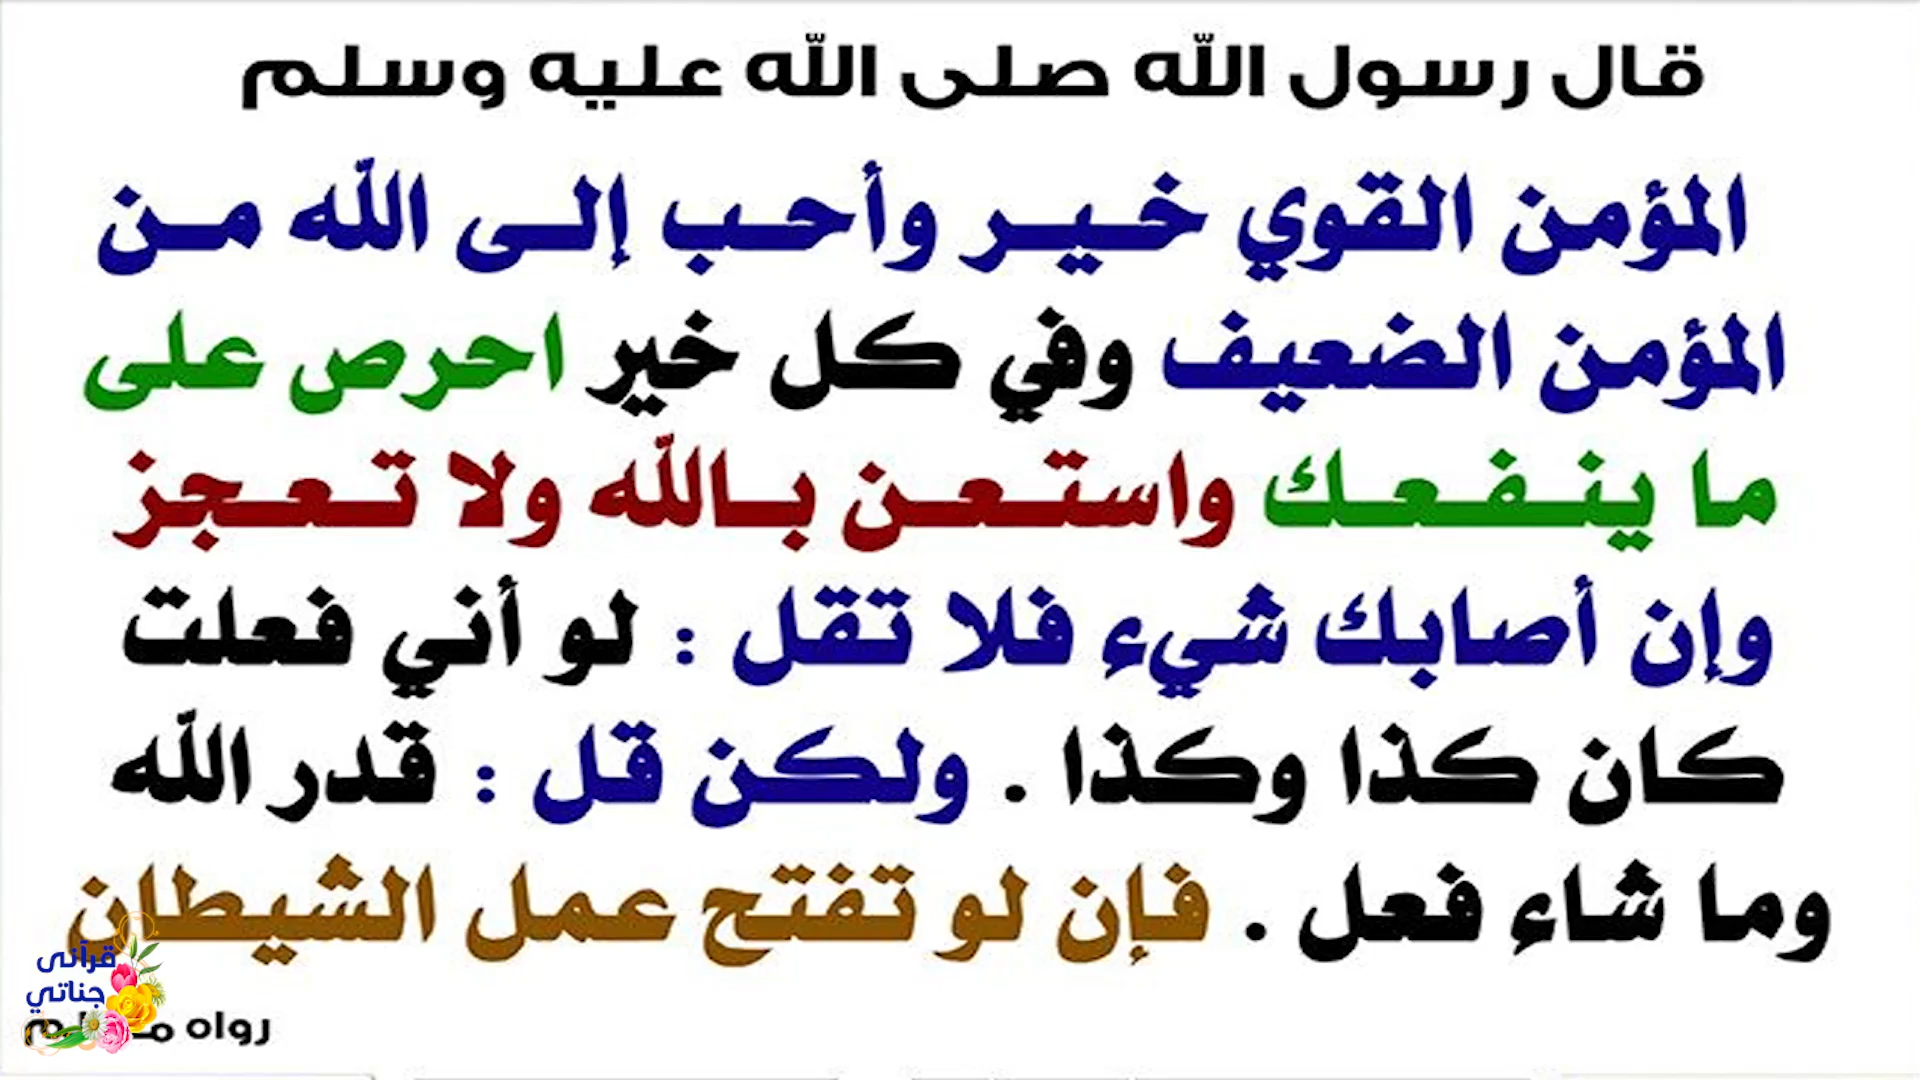 قال رسول الله صلى الله عليه وسلم
المؤمن القوي خير وأحب إلى الله من
المؤمن الضعيف وفي كل خير احرص على
ما ينفعك واستعن بالله ولا تعجز
وإن أصابك شيء فلا تقل : لو أني فعلت
كان كذا وكذا . ولكن قل : قدر الله
وما شاء فعل . فإن لو تفتح عمل الشيطان
قرآنى
جناتي
رواه